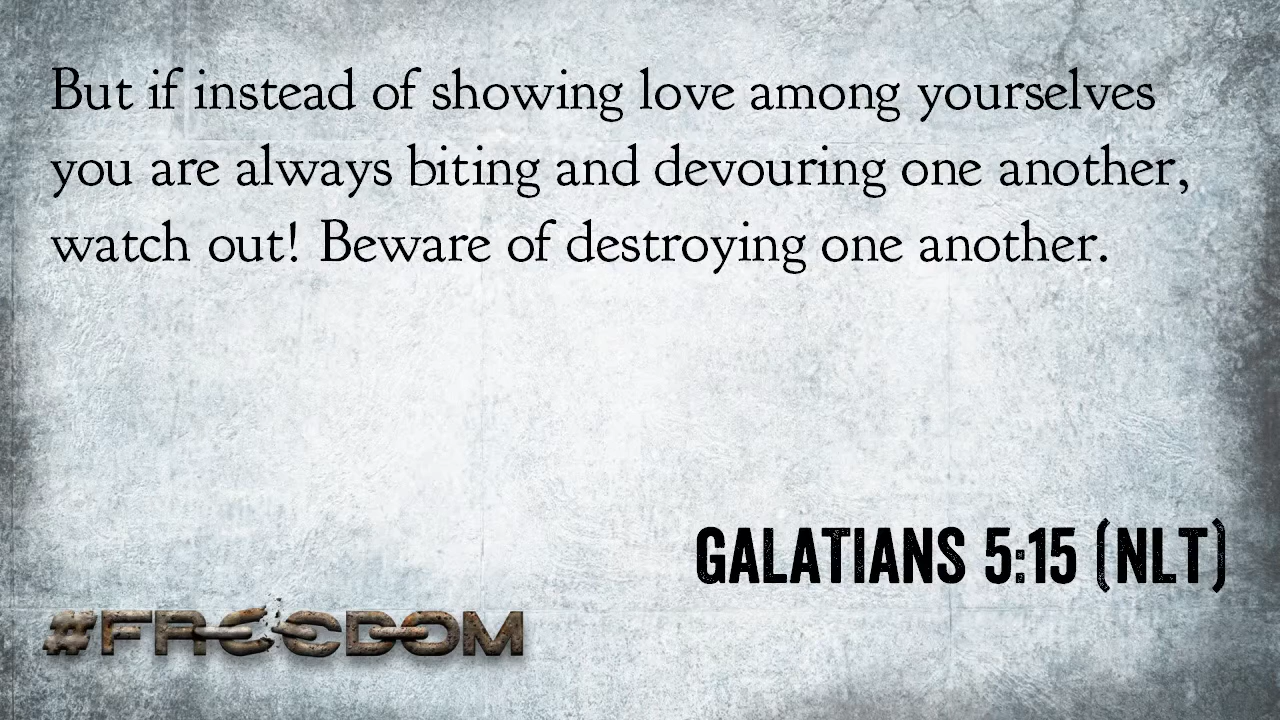 But if instead of showing love among yourselves
you are always biting and devouring one another,
watch out! Beware of destroying one another.
GALATIANS 5:15 (NLT)
#FREEDOM